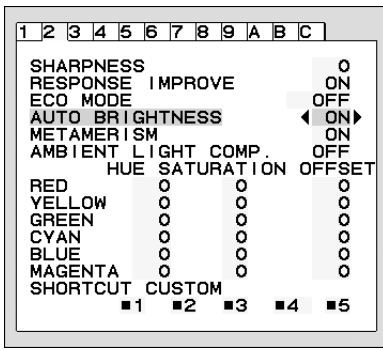 1 2 3 4 5 6 7 8 9 A B C
SHARPNESS 0
RESPONSE IMPROVE ON
ECO MODE OFF
AUTO BRIGHTNESS ◀ ON▶
METAMERISM ON
AMBIENT LIGHT COMP. OFF
HUE SATURATION OFFSET
RED 0 0 0
YELLOW 0 0 0
GREEN 0 0 0
CYAN 0 0 0
BLUE 0 0 0
MAGENTA 0 0 0
SHORTCUT CUSTOM
■1 ■2 ■3 ■4 ■5